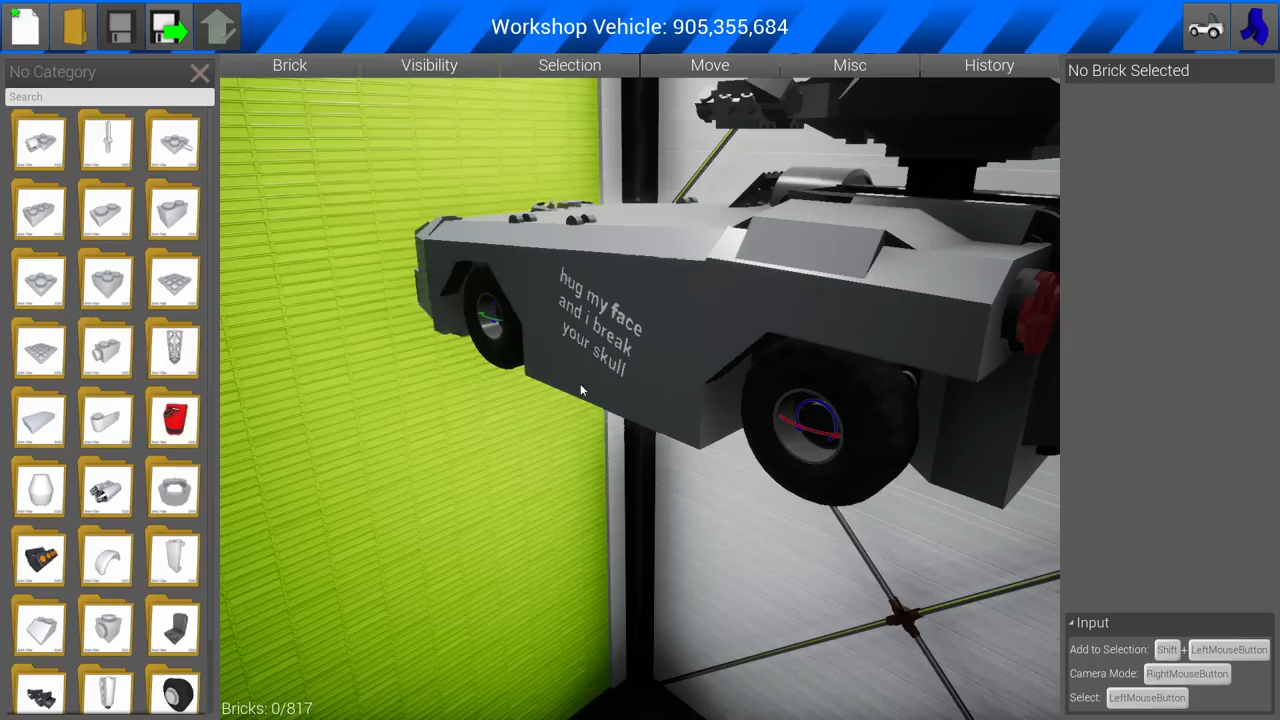 Workshop Vehicle: 905,355,684
No Category
Search
Brick
Visibility
Selection
Move
Misc
History
No Brick Selected
hug my face
and i break
your skull
Input
Add to Selection: Shift + LeftMouseButton
Camera Mode: RightMouseButton
Select: LeftMouseButton
Bricks: 0/817